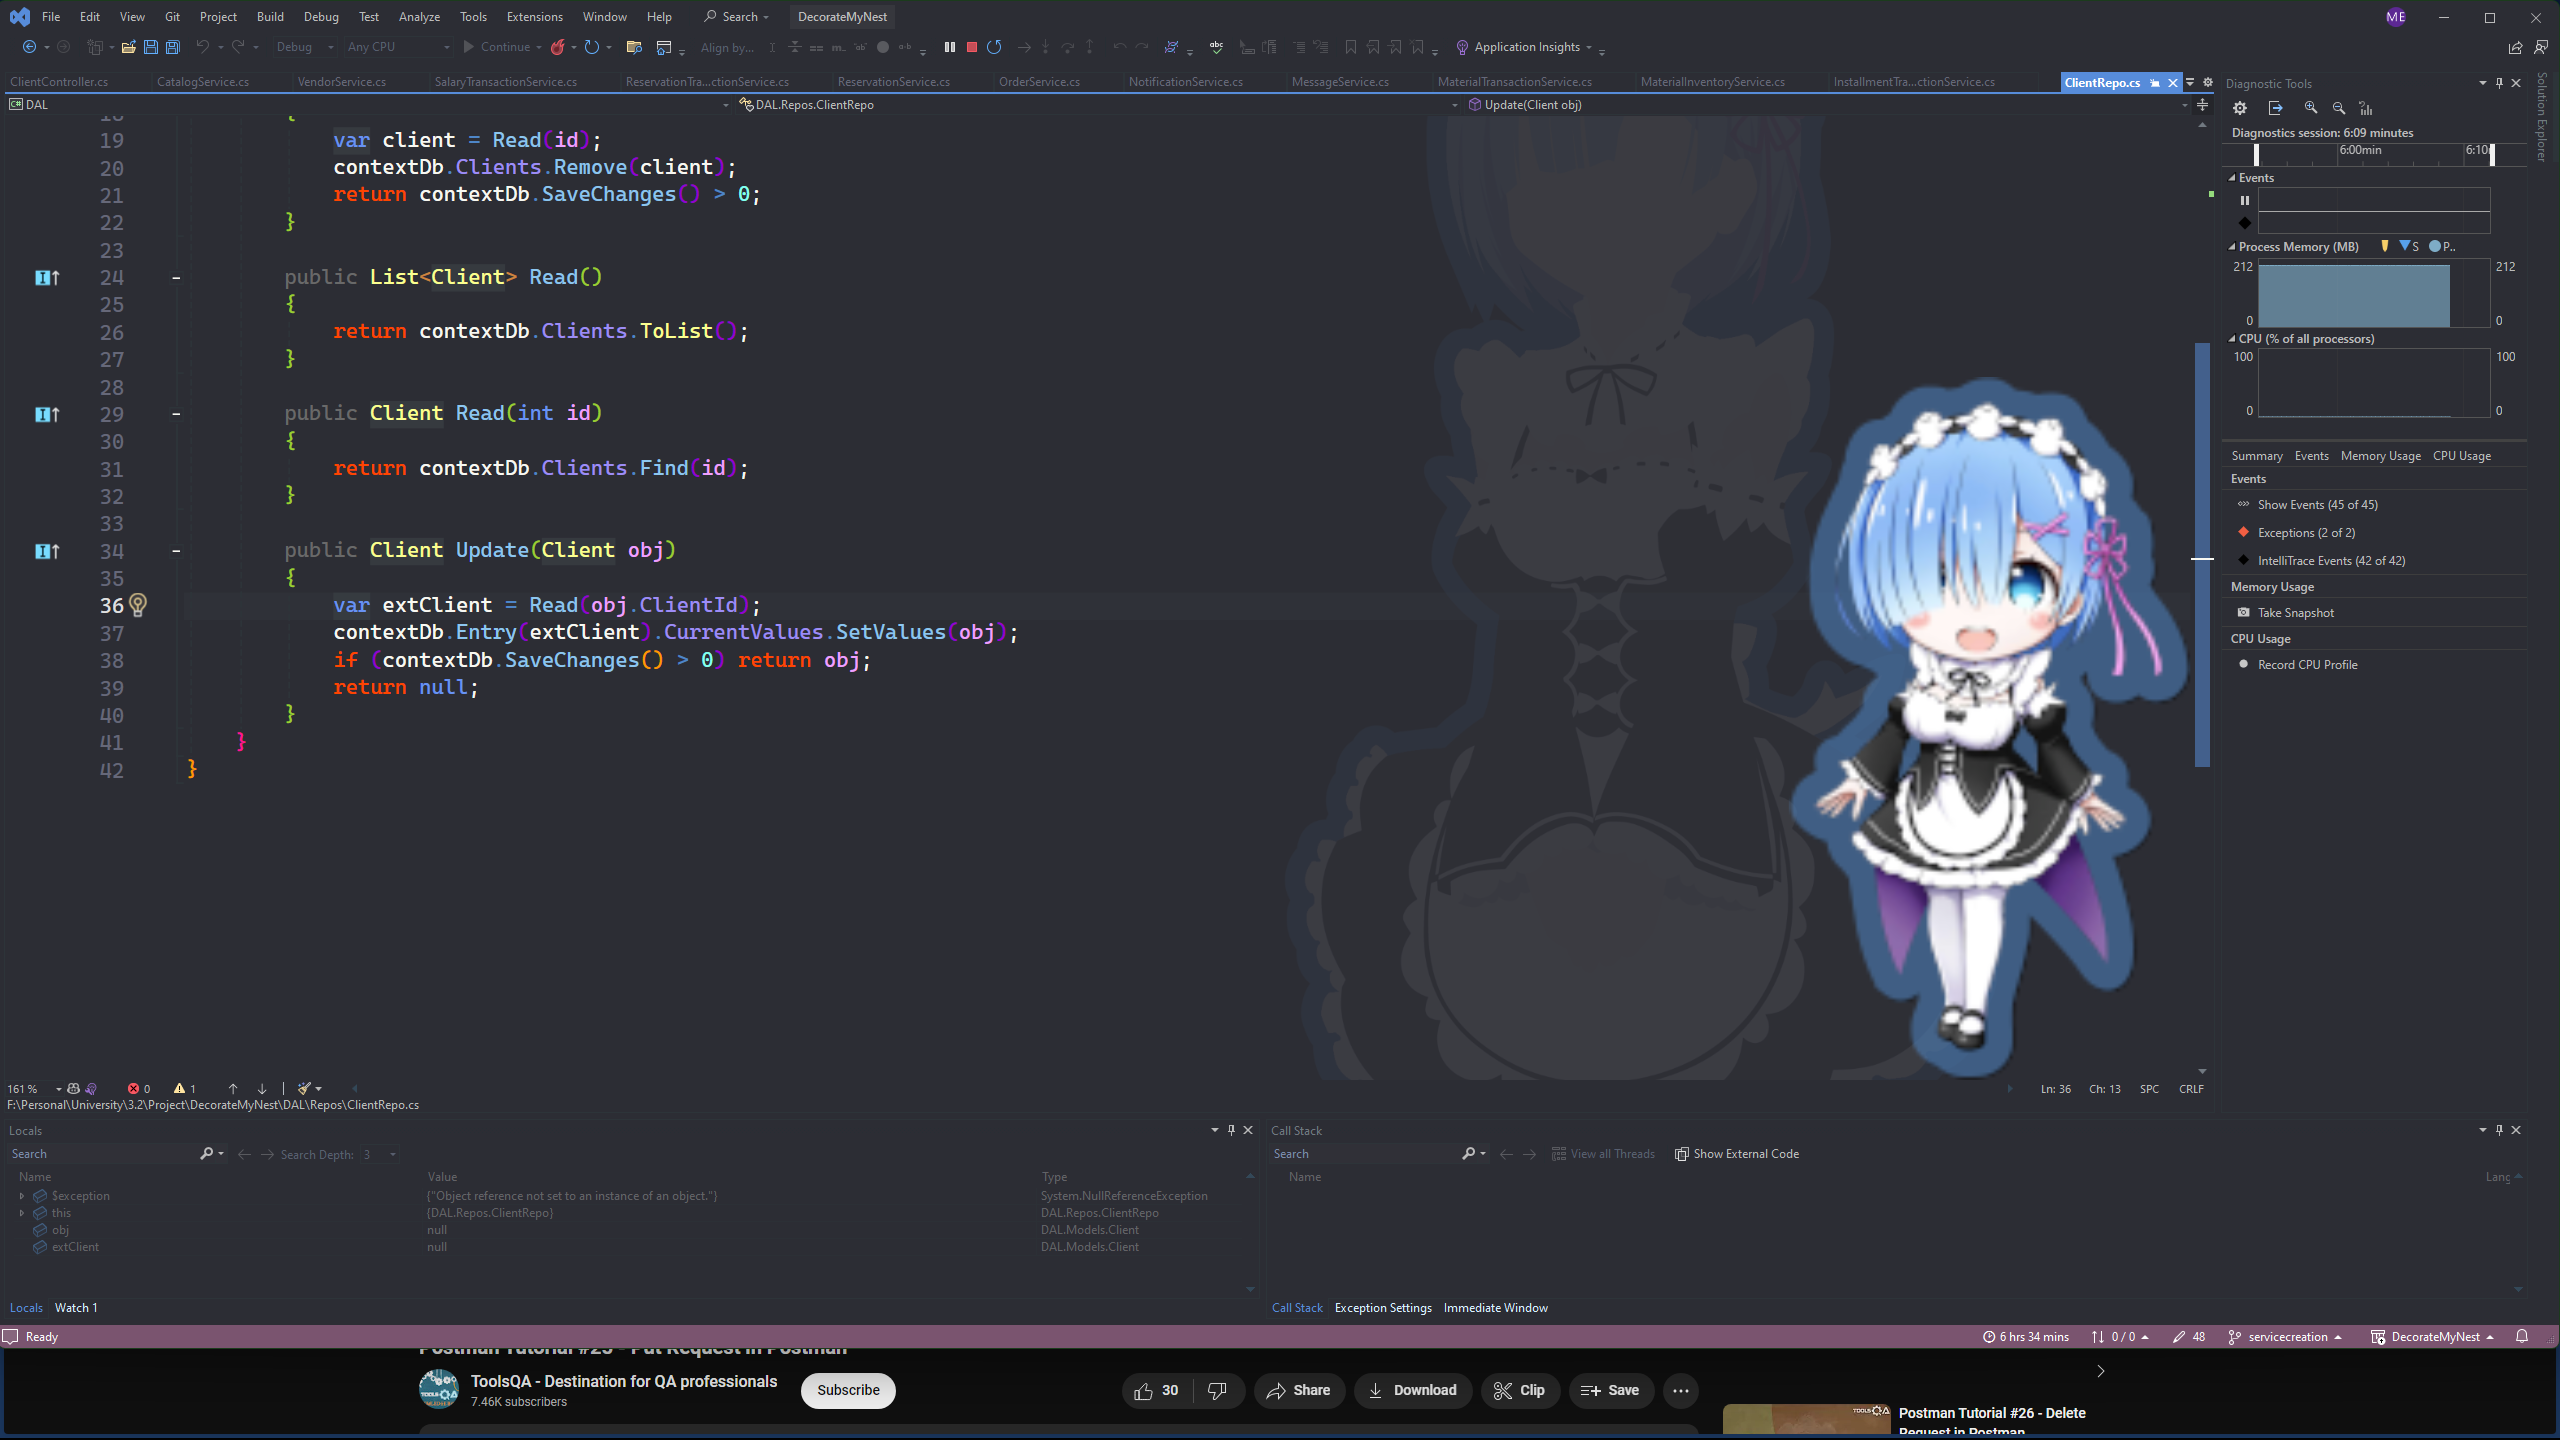 File Edit View Git Project Build Debug Test Analyze Tools Extensions Window Help Search DecorateMyNest ME
Debug Any CPU Continue Align by... Application Insights
ClientController.cs CatalogService.cs VendorService.cs SalaryTransactionService.cs ReservationTra...ctionService.cs ReservationService.cs OrderService.cs NotificationService.cs MessageService.cs MaterialTransactionService.cs MaterialInventoryService.cs InstallmentTra...ctionService.cs ClientRepo.cs
DAL DAL.Repos.ClientRepo Update(Client obj)
18 {
19 var client = Read(id);
20 contextDb.Clients.Remove(client);
21 return contextDb.SaveChanges() > 0;
22 }
23
24 public List<Client> Read()
25 {
26 return contextDb.Clients.ToList();
27 }
28
29 public Client Read(int id)
30 {
31 return contextDb.Clients.Find(id);
32 }
33
34 public Client Update(Client obj)
35 {
36 var extClient = Read(obj.ClientId);
37 contextDb.Entry(extClient).CurrentValues.SetValues(obj);
38 if (contextDb.SaveChanges() > 0) return obj;
39 return null;
40 }
41 }
42 }
161 % 0 1 Ln: 36 Ch: 13 SPC CRLF
F:\Personal\University\3.2\Project\DecorateMyNest\DAL\Repos\ClientRepo.cs
Diagnostic Tools
Solution Explorer
Diagnostics session: 6:09 minutes
6:00min 6:10
Events
Process Memory (MB) S P..
212 212
0 0
CPU (% of all processors)
100 100
0 0
Summary Events Memory Usage CPU Usage
Events
Show Events (45 of 45)
Exceptions (2 of 2)
IntelliTrace Events (42 of 42)
Memory Usage
Take Snapshot
CPU Usage
Record CPU Profile
Locals
Search Search Depth: 3
Name Value Type
$exception {"Object reference not set to an instance of an object."} System.NullReferenceException
this {DAL.Repos.ClientRepo} DAL.Repos.ClientRepo
obj null DAL.Models.Client
extClient null DAL.Models.Client
Locals Watch 1
Call Stack
Search View all Threads Show External Code
Name Lang
Call Stack Exception Settings Immediate Window
Ready 6 hrs 34 mins 0 / 0 48 servicecreation DecorateMyNest
Postman Tutorial #25 - Put Request in Postman
ToolsQA - Destination for QA professionals
7.46K subscribers
Subscribe 30 Share Download Clip Save
Postman Tutorial #26 - Delete
Request in Postman